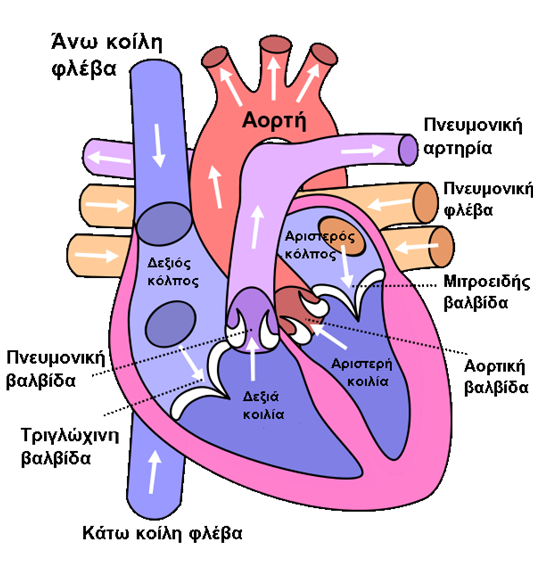 Άνω κοίλη
φλέβα
Αορτή
Πνευμονική
αρτηρία
Πνευμονική
φλέβα
Αριστερός
κόλπος
Δεξιός
κόλπος
Μιτροειδής
βαλβίδα
Πνευμονική
βαλβίδα
Αριστερή
κοιλία
Αορτική
βαλβίδα
Δεξιά
κοιλία
Τριγλώχινη
βαλβίδα
Κάτω κοίλη φλέβα